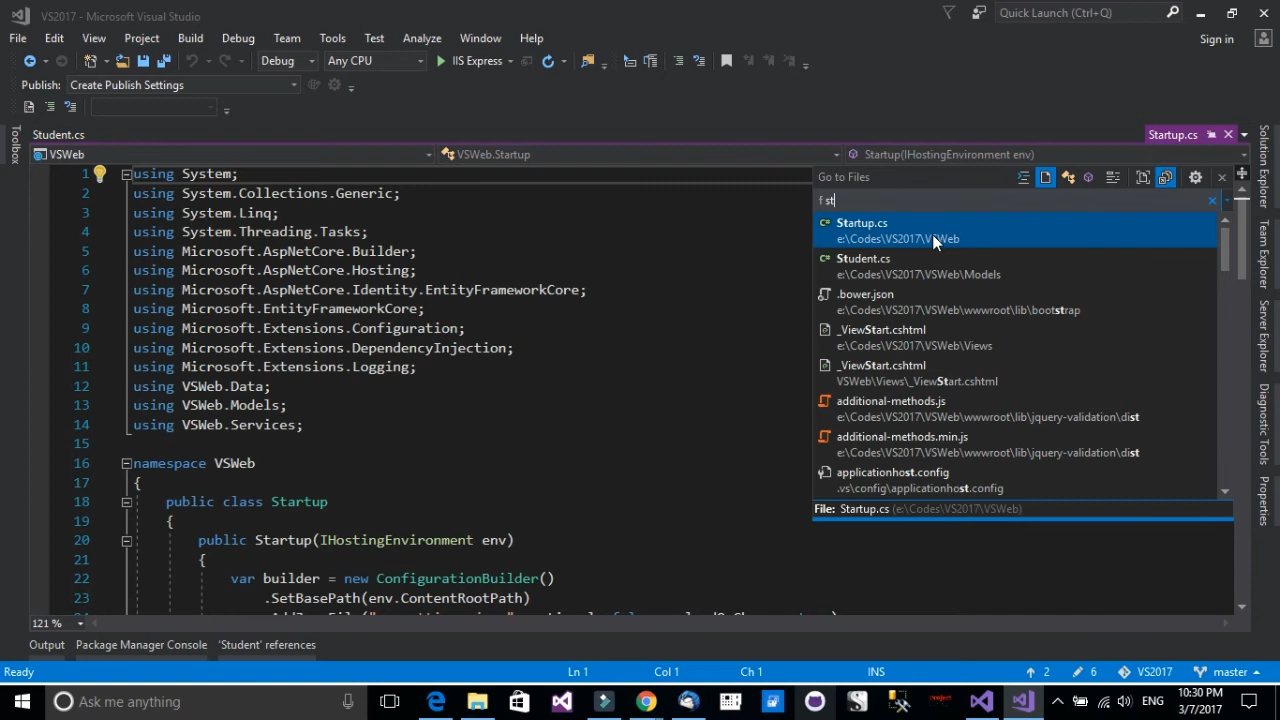 VS2017 - Microsoft Visual Studio
Quick Launch (Ctrl+Q)
File Edit View Project Build Debug Team Tools Test Analyze Window Help
Sign in
Debug Any CPU IIS Express
Publish: Create Publish Settings
Student.cs
Startup.cs
VSWeb VSWeb.Startup Startup(IHostingEnvironment env)
Toolbox
1 using System;
2 using System.Collections.Generic;
3 using System.Linq;
4 using System.Threading.Tasks;
5 using Microsoft.AspNetCore.Builder;
6 using Microsoft.AspNetCore.Hosting;
7 using Microsoft.AspNetCore.Identity.EntityFrameworkCore;
8 using Microsoft.EntityFrameworkCore;
9 using Microsoft.Extensions.Configuration;
10 using Microsoft.Extensions.DependencyInjection;
11 using Microsoft.Extensions.Logging;
12 using VSWeb.Data;
13 using VSWeb.Models;
14 using VSWeb.Services;
15
16 namespace VSWeb
17 {
18 public class Startup
19 {
20 public Startup(IHostingEnvironment env)
21 {
22 var builder = new ConfigurationBuilder()
23 .SetBasePath(env.ContentRootPath)
Go to Files
f st
Startup.cs
e:\Codes\VS2017\VSWeb
Student.cs
e:\Codes\VS2017\VSWeb\Models
.bower.json
e:\Codes\VS2017\VSWeb\wwwroot\lib\bootstrap
_ViewStart.cshtml
e:\Codes\VS2017\VSWeb\Views
_ViewStart.cshtml
VSWeb\Views\_ViewStart.cshtml
additional-methods.js
e:\Codes\VS2017\VSWeb\wwwroot\lib\jquery-validation\dist
additional-methods.min.js
e:\Codes\VS2017\VSWeb\wwwroot\lib\jquery-validation\dist
applicationhost.config
.vs\config\applicationhost.config
File: Startup.cs (e:\Codes\VS2017\VSWeb)
Solution Explorer
Team Explorer
Server Explorer
Diagnostic Tools
Properties
121 %
Output Package Manager Console 'Student' references
Ready Ln 1 Col 1 Ch 1 INS 2 6 VS2017 master
Ask me anything
ENG
10:30 PM
3/7/2017